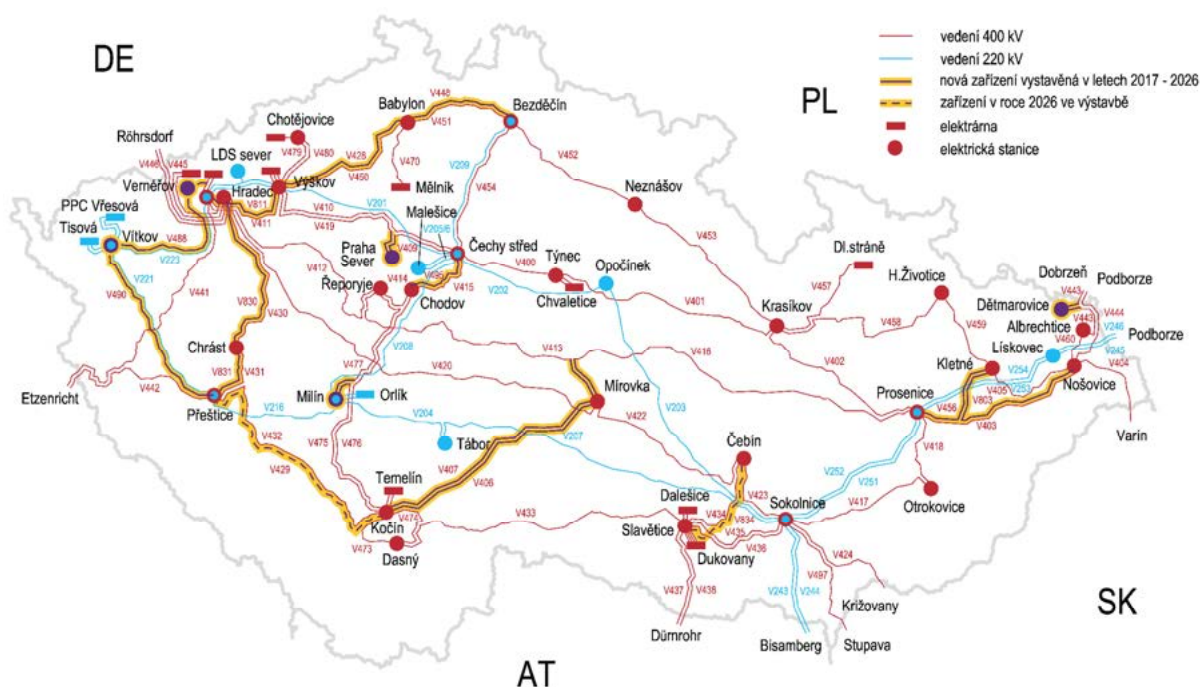 DE
PL
SK
AT
vedení 400 kV
vedení 220 kV
nová zařízení vystavěná v letech 2017 - 2026
zařízení v roce 2026 ve výstavbě
elektrárna
elektrická stanice
Röhrsdorf
V446
V445
LDS sever
Chotějovice
V479
V480
Babylon
V448
V451
Bezděčín
V428
V450
V470
Mělník
V209
V454
V452
Neznášov
V453
Vernéřov
Hradec
V811
V411
Výškov
V410
V419
V201
Malešice
V205/6
PPC Vřesová
Tisová
Vítkov
V488
V223
V221
V490
V441
V412
Praha
Sever
V409
Čechy střed
V400
Týnec
Chvaletice
Opočínek
Řeporyje
V414
V495
V415
Chodov
V232
V401
Dl.stráně
V457
H.Životice
V458
V459
Krasíkov
V402
Dobrzeń
Podborze
V443
Dětmarovice
Albrechtice
V443
V444
V246
V460
Podborze
V245
Lískovec
V254
V253
V404
Nošovice
Kletné
V405
V803
V456
V403
Prosenice
Varín
V830
V430
Chrást
V831
V431
V442
Etzenricht
Přeštice
V216
V208
V477
V420
V415
V416
Milín
Orlík
V204
Mírovka
V422
V203
Tábor
V207
V475
V476
V432
V429
Temelín
V407
V406
Kočín
V474
V473
Dasný
V433
Čebín
V423
Dalešice
V434
V834
V435
V436
Slavětice
Dukovany
Sokolnice
V252
V251
V418
V417
Otrokovice
V437
V438
Dürnrohr
V243
V244
Bisamberg
V424
V497
Križovany
Stupava